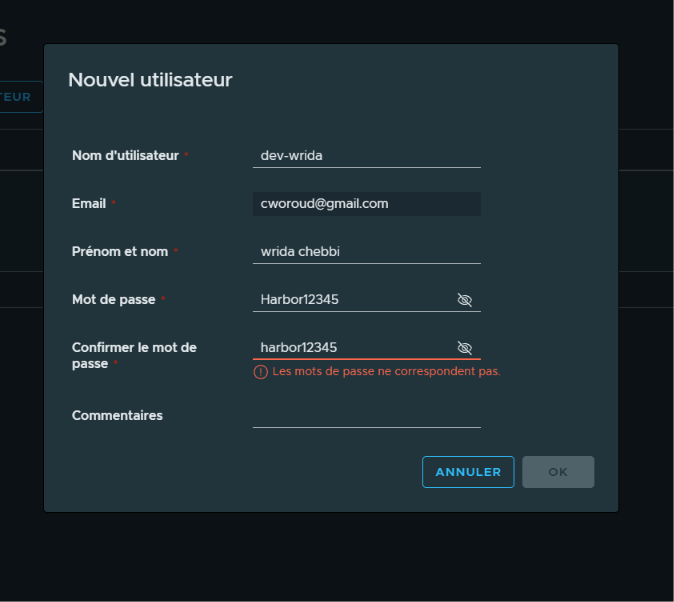 S
TEUR
Nouvel utilisateur
Nom d'utilisateur *
dev-wrida
Email *
cworoud@gmail.com
Prénom et nom *
wrida chebbi
Mot de passe *
Harbor12345
Confirmer le mot de
passe *
harbor12345
Les mots de passe ne correspondent pas.
Commentaires
ANNULER
OK